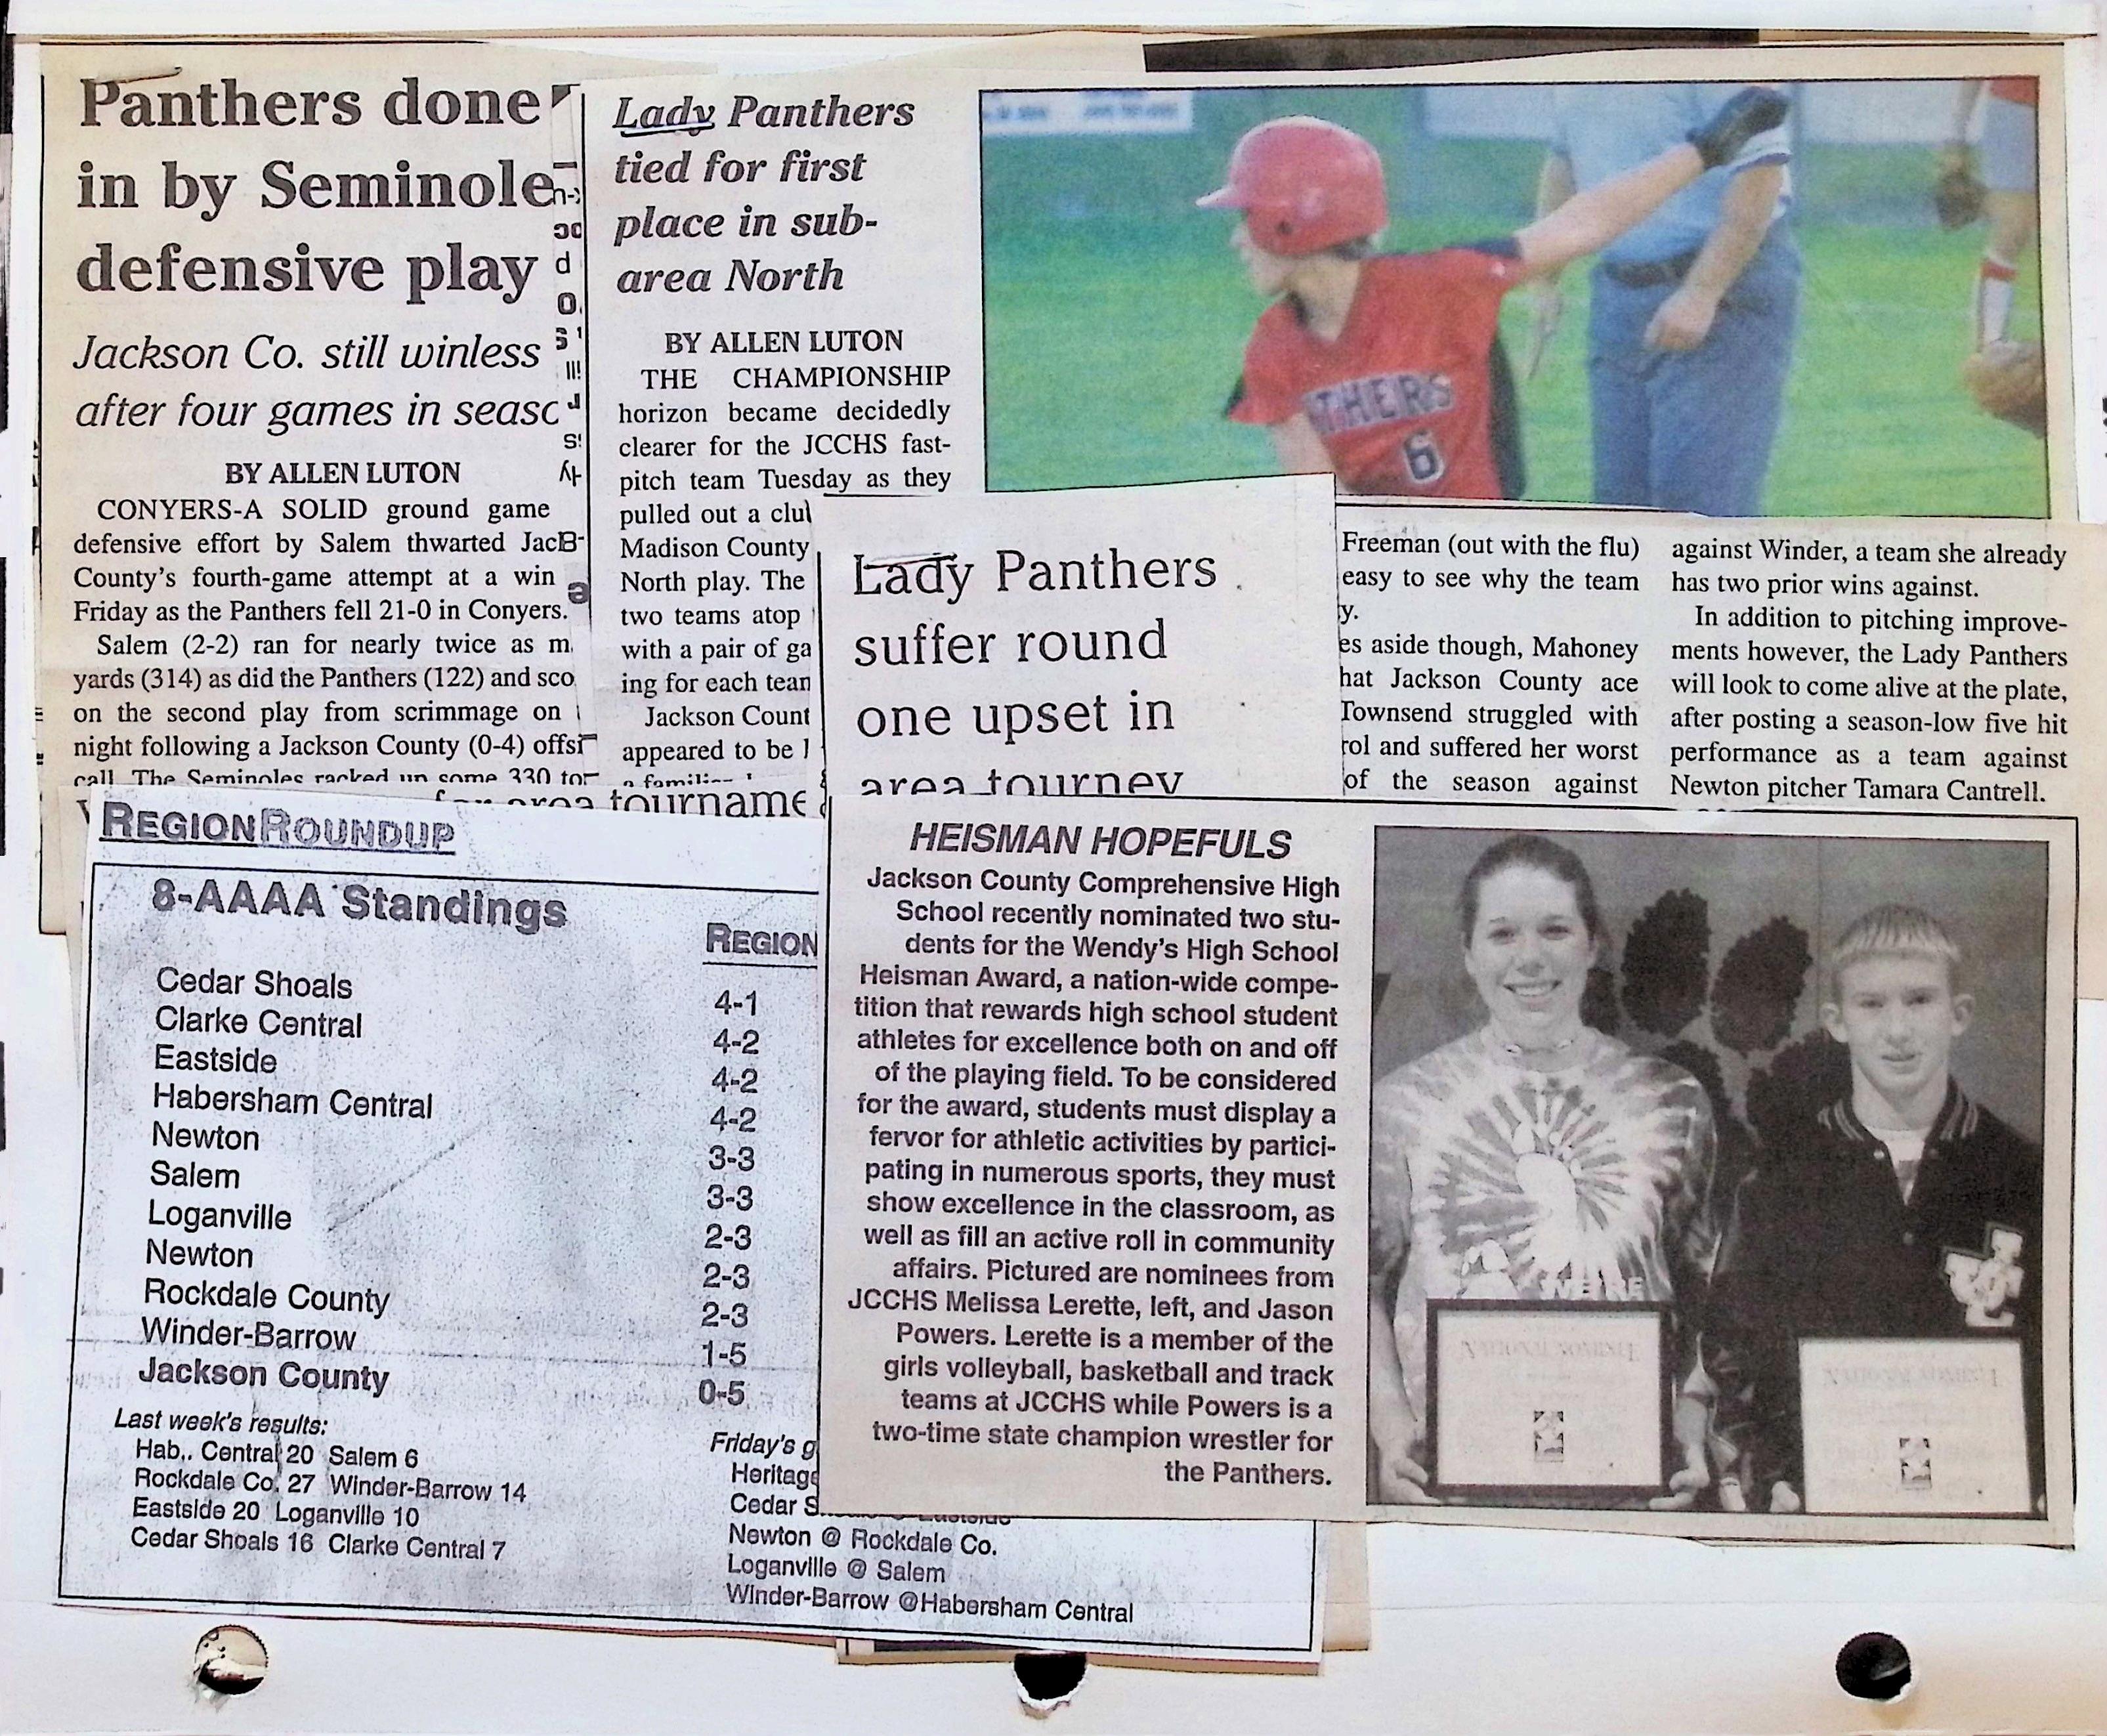 Panthers done
in by Seminole
defensive play
Jackson Co. still winless
after four games in
BY ALLEN LUTON
CONYERS-A SOLID ground game
defensive effort by Salem thwarted
County's fourth-game attempt at a win
Friday as the Panthers fell 21-0 in Conyers.
Salem (2-2) ran for nearly twice as
yards (314) as did the Panthers (122) and
on the second play from scrimmage on
night following a Jackson County (0-4)
call. The Seminoles racked up some 330
Lady Panthers
tied for first
place in sub-
area North
BY ALLEN LUTON
THE CHAMPIONSHIP
horizon became decidedly
clearer for the JCCHS fast-
pitch team Tuesday as they
pulled out a
Madison County
North play. The
two teams atop
with a pair of
ing for each
Jackson
appeared to be
THERS
6
Lady Panthers
suffer round
one upset in
area tourney
Freeman (out with the flu)
easy to see why the team
y.
es aside though, Mahoney
hat Jackson County ace
Townsend struggled with
rol and suffered her worst
of the season against
against Winder, a team she already
has two prior wins against.
In addition to pitching improve-
ments however, the Lady Panthers
will look to come alive at the plate,
after posting a season-low five hit
performance as a team against
Newton pitcher Tamara Cantrell.
area tourname
REGION ROUNDUP
8-AAAA Standings
REGION
Cedar Shoals 4-1
Clarke Central 4-2
Eastside 4-2
Habersham Central 4-2
Newton 3-3
Salem 3-3
Loganville 2-3
Newton 2-3
Rockdale County 2-3
Winder-Barrow 1-5
Jackson County 0-5
Last week's results:
Hab,. Central 20 Salem 6
Rockdale Co. 27 Winder-Barrow 14
Eastside 20 Loganville 10
Cedar Shoals 16 Clarke Central 7
Friday's g
Heritage
Cedar S
Newton @ Rockdale Co.
Loganville @ Salem
Winder-Barrow @Habersham Central
HEISMAN HOPEFULS
Jackson County Comprehensive High
School recently nominated two stu-
dents for the Wendy's High School
Heisman Award, a nation-wide compe-
tition that rewards high school student
athletes for excellence both on and off
of the playing field. To be considered
for the award, students must display a
fervor for athletic activities by partici-
pating in numerous sports, they must
show excellence in the classroom, as
well as fill an active roll in community
affairs. Pictured are nominees from
JCCHS Melissa Lerette, left, and Jason
Powers. Lerette is a member of the
girls volleyball, basketball and track
teams at JCCHS while Powers is a
two-time state champion wrestler for
the Panthers.